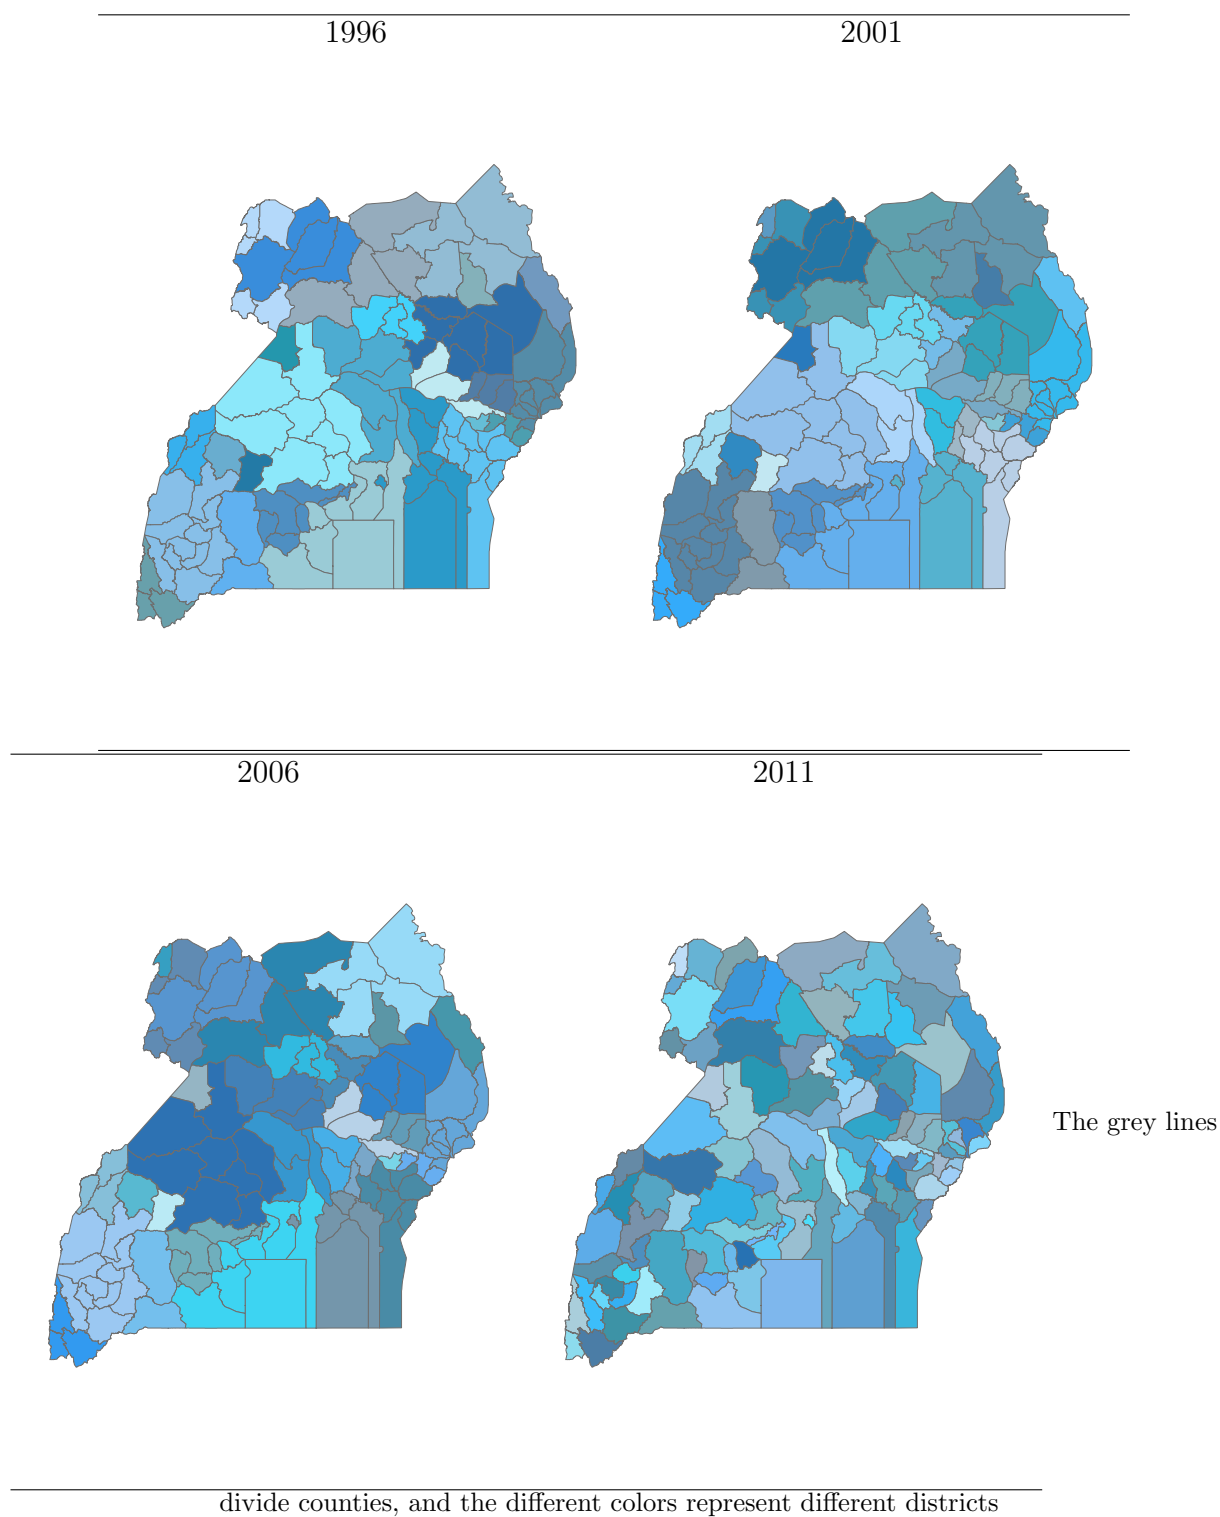 1996
2001
2006
2011
The grey lines
divide counties, and the different colors represent different districts